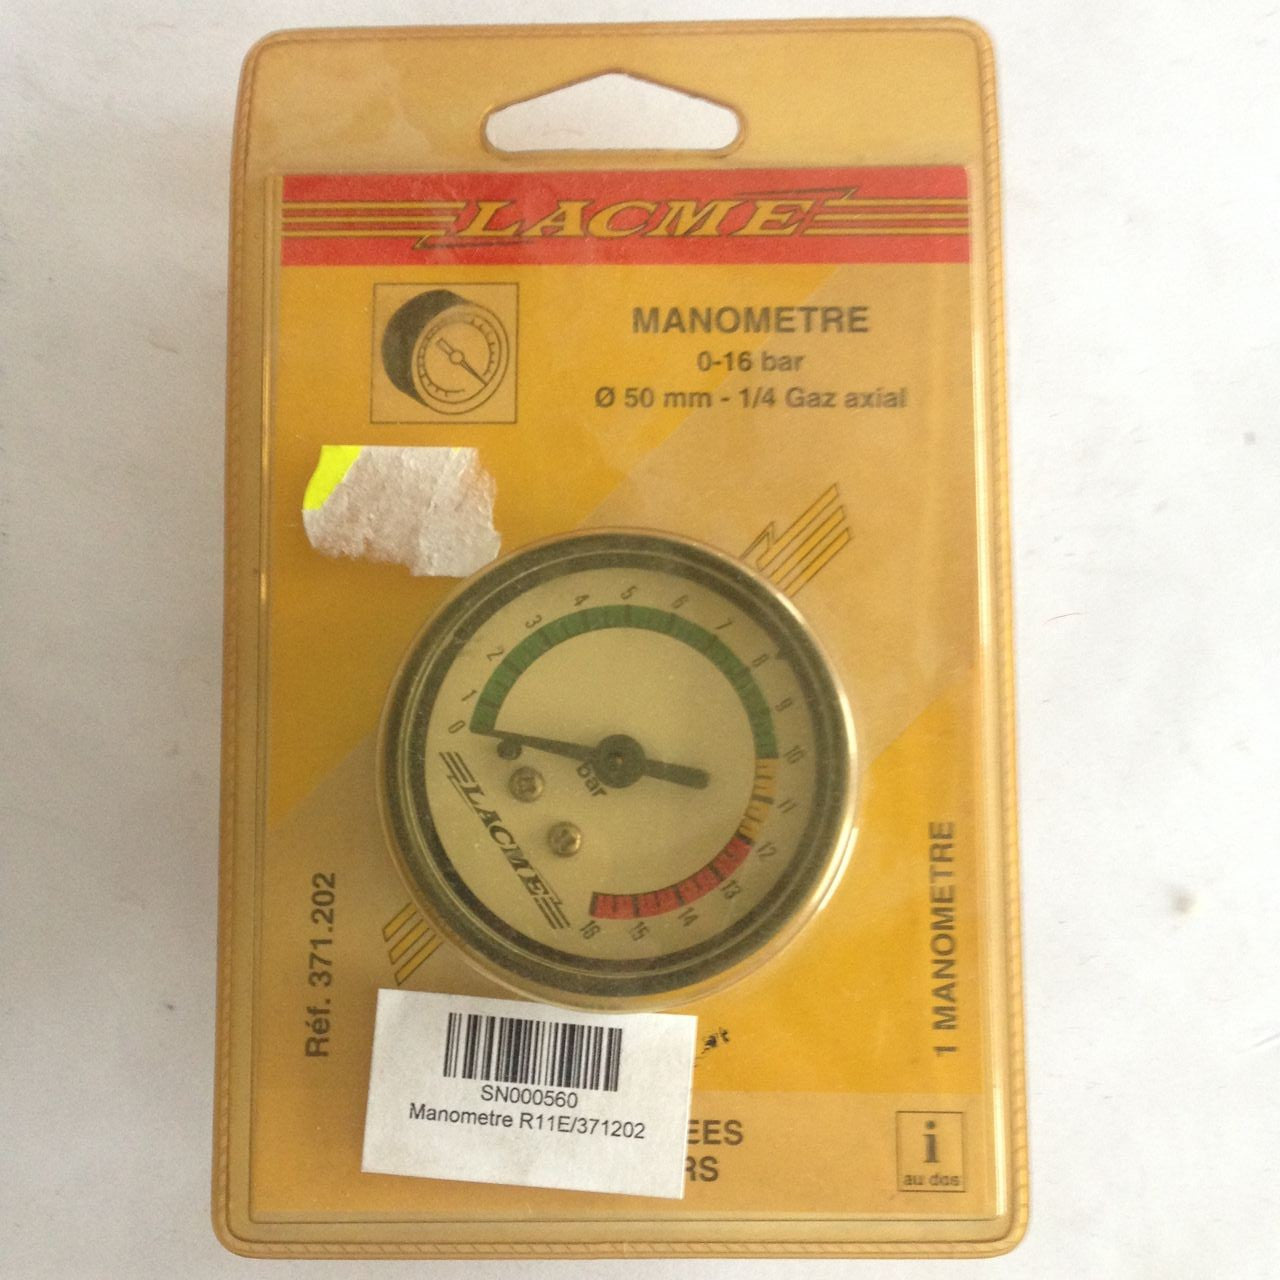 LACME
MANOMETRE
0-16 bar
Ø 50 mm - 1/4 Gaz axial
0 1 2 3 4 5 6 7 8 9 10 11 12 13 14 15 16
bar
LACME
Réf. 371.202
1 MANOMETRE
SN000560
Manometre R11E/371202
EES
RS
i
au dos